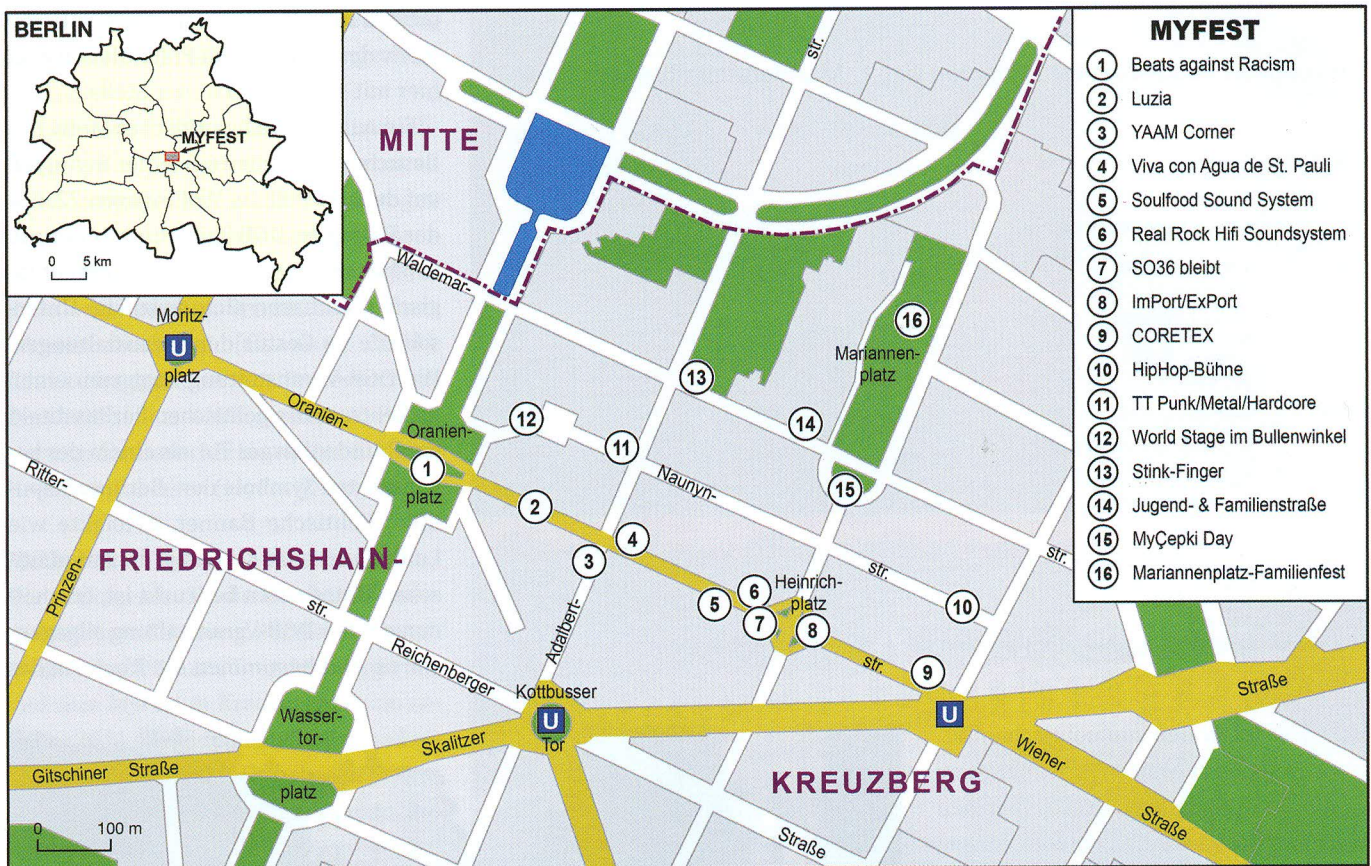 BERLIN
MYFEST
0 5 km
MITTE
str.
Waldemar-
Moritz-
U
platz
Oranien-
Oranien-
1
platz
12
11
13
14
15
16
Mariannen-
platz
Naunyn-
str.
str.
Ritter-
str.
Prinzen-
FRIEDRICHSHAIN-
2
3
4
5
6
7
8
9
10
Heinrich-
platz
str.
Adalbert-
Reichenberger
Kottbusser
U
Tor
Wasser-
tor-
platz
Skalitzer
Gitschiner Straße
U
Straße
Wiener
Straße
KREUZBERG
Straße
0 100 m
MYFEST
1 Beats against Racism
2 Luzia
3 YAAM Corner
4 Viva con Agua de St. Pauli
5 Soulfood Sound System
6 Real Rock Hifi Soundsystem
7 SO36 bleibt
8 ImPort/ExPort
9 CORETEX
10 HipHop-Bühne
11 TT Punk/Metal/Hardcore
12 World Stage im Bullenwinkel
13 Stink-Finger
14 Jugend- & Familienstraße
15 MyÇepki Day
16 Mariannenplatz-Familienfest